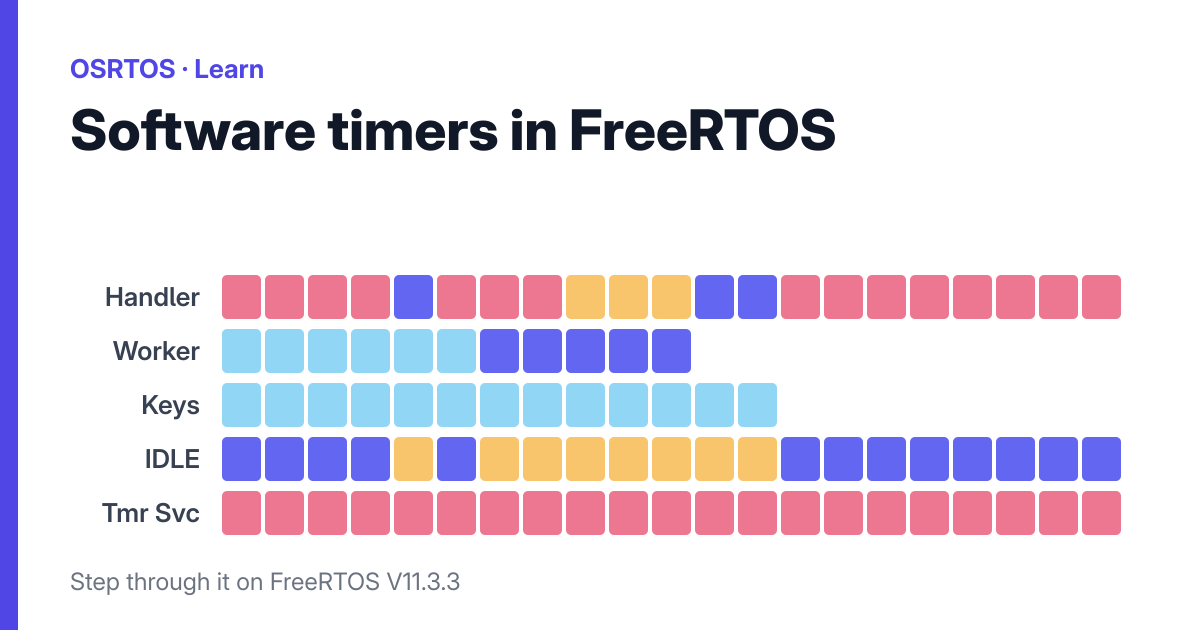 OSRTOS · Learn
Software timers in FreeRTOS
Handler
Worker
Keys
IDLE
Tmr Svc
Step through it on FreeRTOS V11.3.3